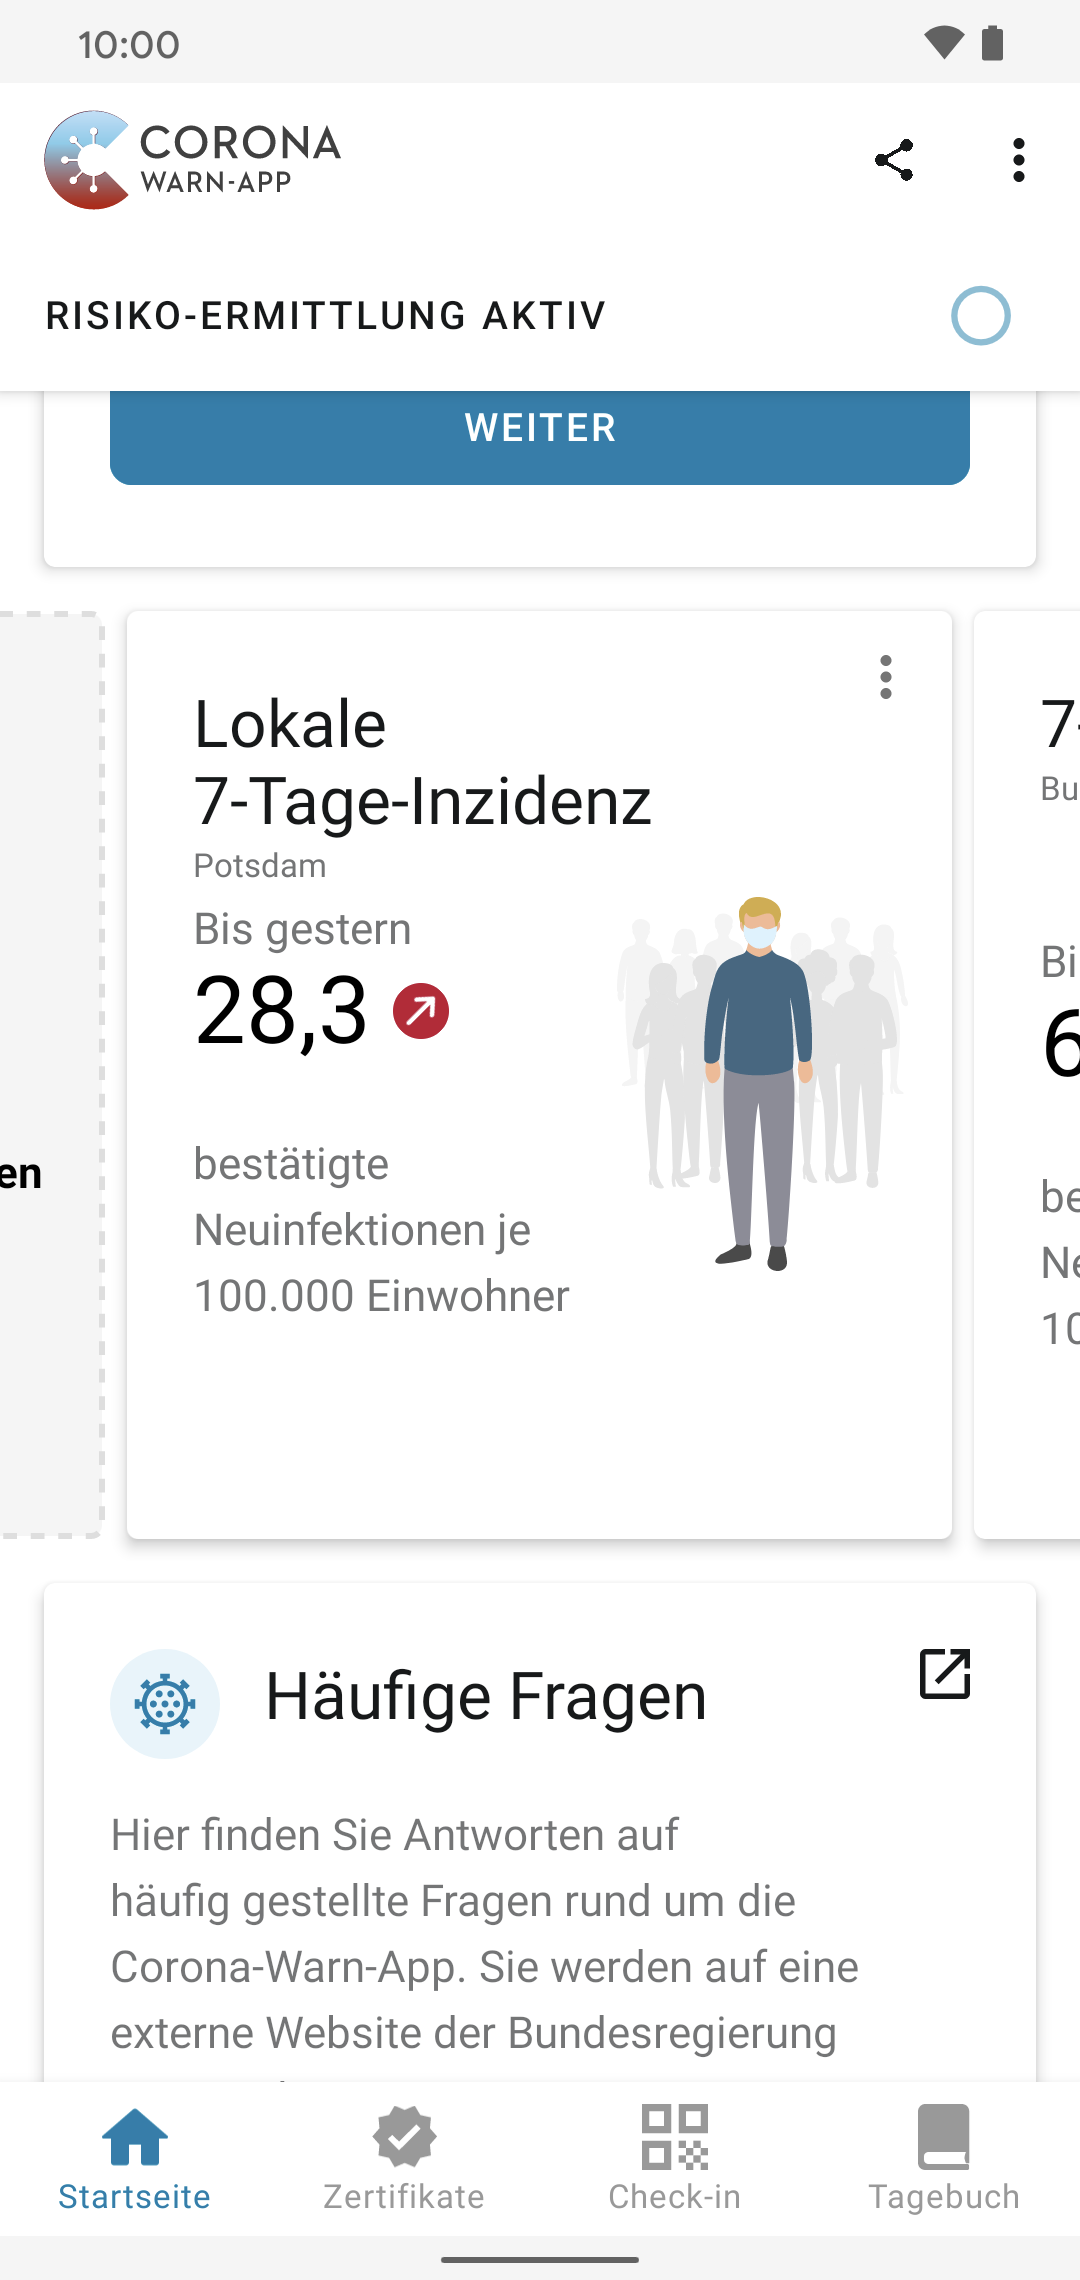 10:00
CORONA
WARN-APP
RISIKO-ERMITTLUNG AKTIV
WEITER
en
Lokale
7-Tage-Inzidenz
Potsdam
Bis gestern
28,3
bestätigte
Neuinfektionen je
100.000 Einwohner
7-
Bu
Bi
6
be
Ne
10
Häufige Fragen
Hier finden Sie Antworten auf
häufig gestellte Fragen rund um die
Corona-Warn-App. Sie werden auf eine
externe Website der Bundesregierung
Startseite
Zertifikate
Check-in
Tagebuch